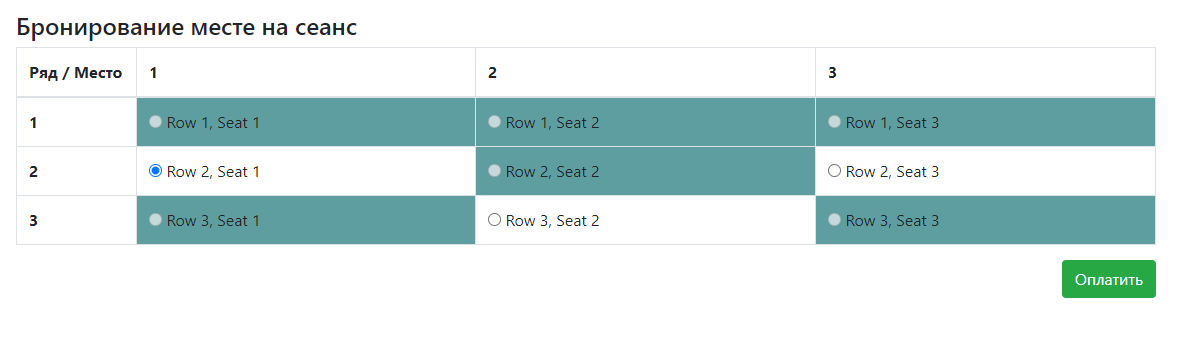 Бронирование месте на сеанс
Ряд / Место 1 2 3
1 Row 1, Seat 1 Row 1, Seat 2 Row 1, Seat 3
2 Row 2, Seat 1 Row 2, Seat 2 Row 2, Seat 3
3 Row 3, Seat 1 Row 3, Seat 2 Row 3, Seat 3
Оплатить